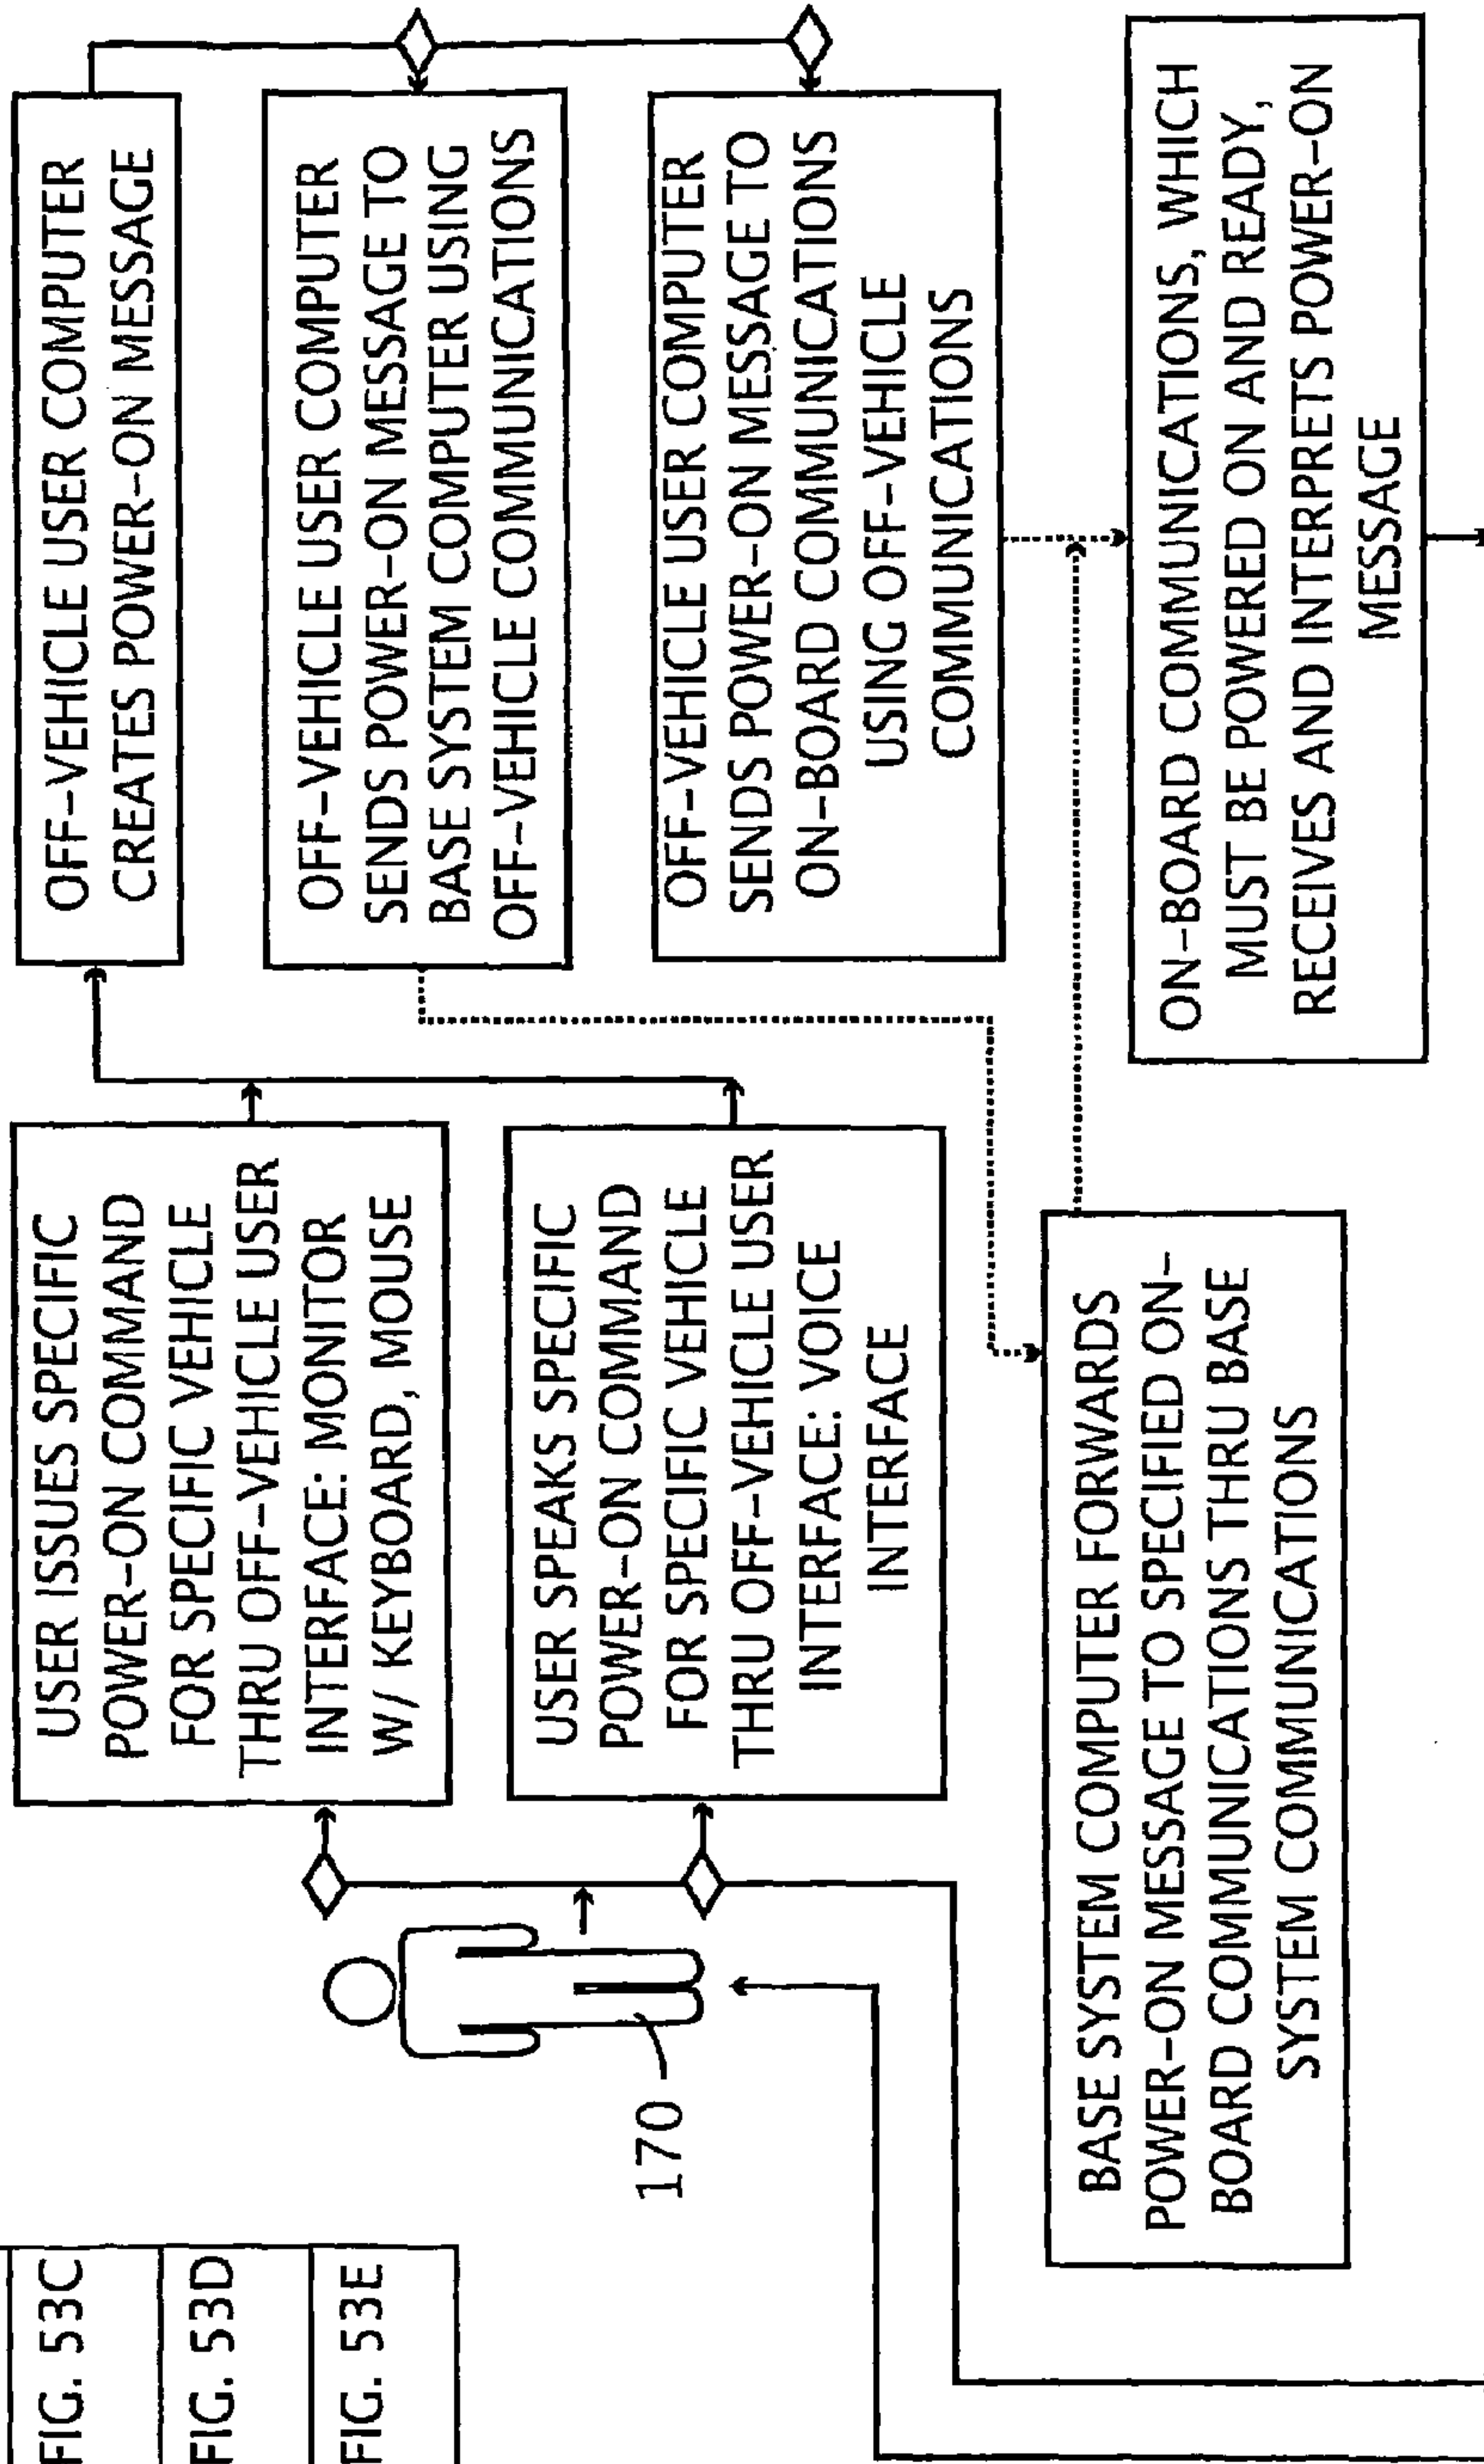 FIG. 53C
FIG. 53D
FIG. 53E
170
USER ISSUES SPECIFIC
POWER-ON COMMAND
FOR SPECIFIC VEHICLE
THRU OFF-VEHICLE USER
INTERFACE: MONITOR
W/ KEYBOARD, MOUSE
USER SPEAKS SPECIFIC
POWER-ON COMMAND
FOR SPECIFIC VEHICLE
THRU OFF-VEHICLE USER
INTERFACE: VOICE
INTERFACE
BASE SYSTEM COMPUTER FORWARDS
POWER-ON MESSAGE TO SPECIFIED ON-
BOARD COMMUNICATIONS THRU BASE
SYSTEM COMMUNICATIONS
OFF-VEHICLE USER COMPUTER
CREATES POWER-ON MESSAGE
OFF-VEHICLE USER COMPUTER
SENDS POWER-ON MESSAGE TO
BASE SYSTEM COMPUTER USING
OFF-VEHICLE COMMUNICATIONS
OFF-VEHICLE USER COMPUTER
SENDS POWER-ON MESSAGE TO
ON-BOARD COMMUNICATIONS
USING OFF-VEHICLE
COMMUNICATIONS
ON-BOARD COMMUNICATIONS, WHICH
MUST BE POWERED ON AND READY,
RECEIVES AND INTERPRETS POWER-ON
MESSAGE